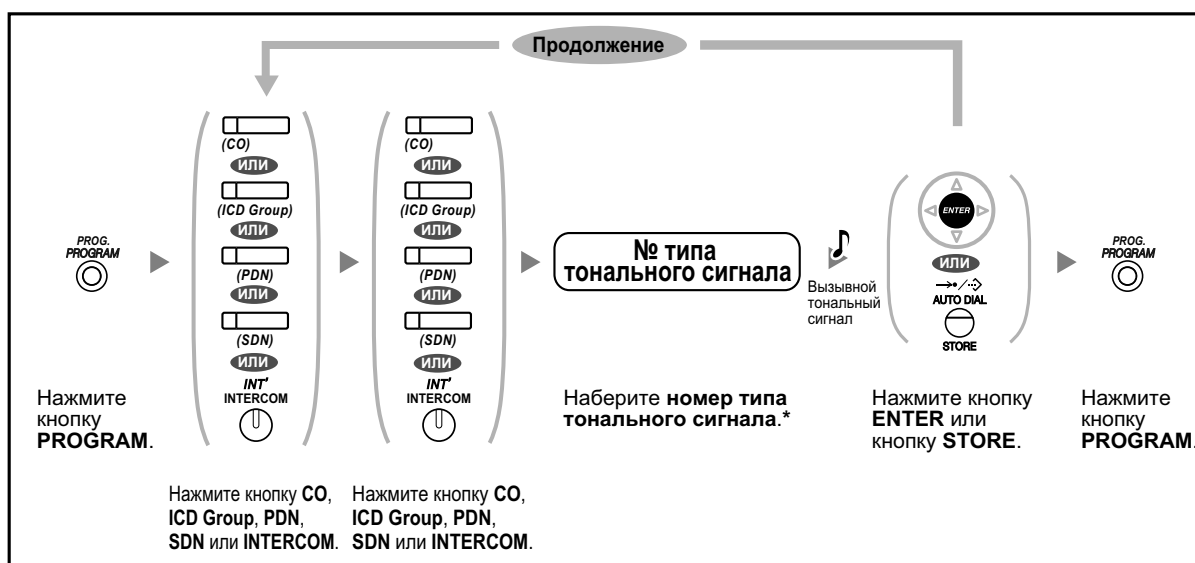 Продолжение
PROG.
PROGRAM
Нажмите
кнопку
PROGRAM.
(CO)
ИЛИ
(ICD Group)
ИЛИ
(PDN)
ИЛИ
(SDN)
ИЛИ
INT'
INTERCOM
Нажмите кнопку CO,
ICD Group, PDN,
SDN или INTERCOM.
(CO)
ИЛИ
(ICD Group)
ИЛИ
(PDN)
ИЛИ
(SDN)
ИЛИ
INT'
INTERCOM
Нажмите кнопку CO,
ICD Group, PDN,
SDN или INTERCOM.
№ типа
тонального сигнала
Наберите номер типа
тонального сигнала.*
Вызывной
тональный
сигнал
ENTER
ИЛИ
AUTO DIAL
STORE
Нажмите кнопку
ENTER или
кнопку STORE.
PROG.
PROGRAM
Нажмите
кнопку
PROGRAM.